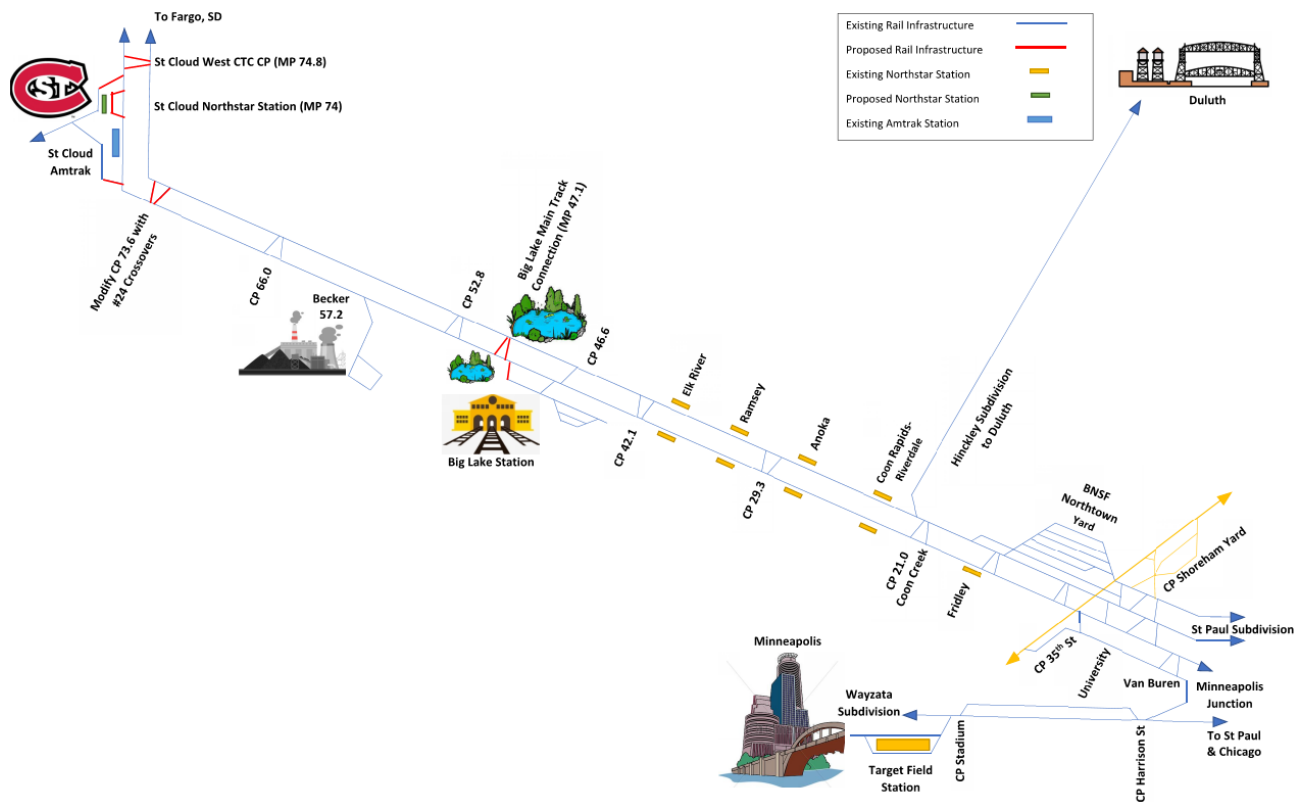 To Fargo, SD
St Cloud West CTC CP (MP 74.8)
St Cloud Northstar Station (MP 74)
ST
C
St Cloud
Amtrak
Existing Rail Infrastructure
Proposed Rail Infrastructure
Existing Northstar Station
Proposed Northstar Station
Existing Amtrak Station
Duluth
Modify CP 73.6 with
#24 Crossovers
CP 66.0
Becker
57.2
CP 52.8
Big Lake Main Track
Connection (MP 47.1)
CP 46.6
Big Lake Station
CP 42.1
Elk River
Ramsey
CP 29.3
Anoka
Coon Rapids-
Riverdale
CP 21.0
Coon Creek
Hinckley Subdivision
to Duluth
Fridley
BNSF
Northtown
Yard
CP Shoreham Yard
St Paul Subdivision
CP 35th St
University
Van Buren
Minneapolis
Junction
Minneapolis
Wayzata
Subdivision
Target Field
Station
CP Stadium
CP Harrison St
To St Paul
& Chicago